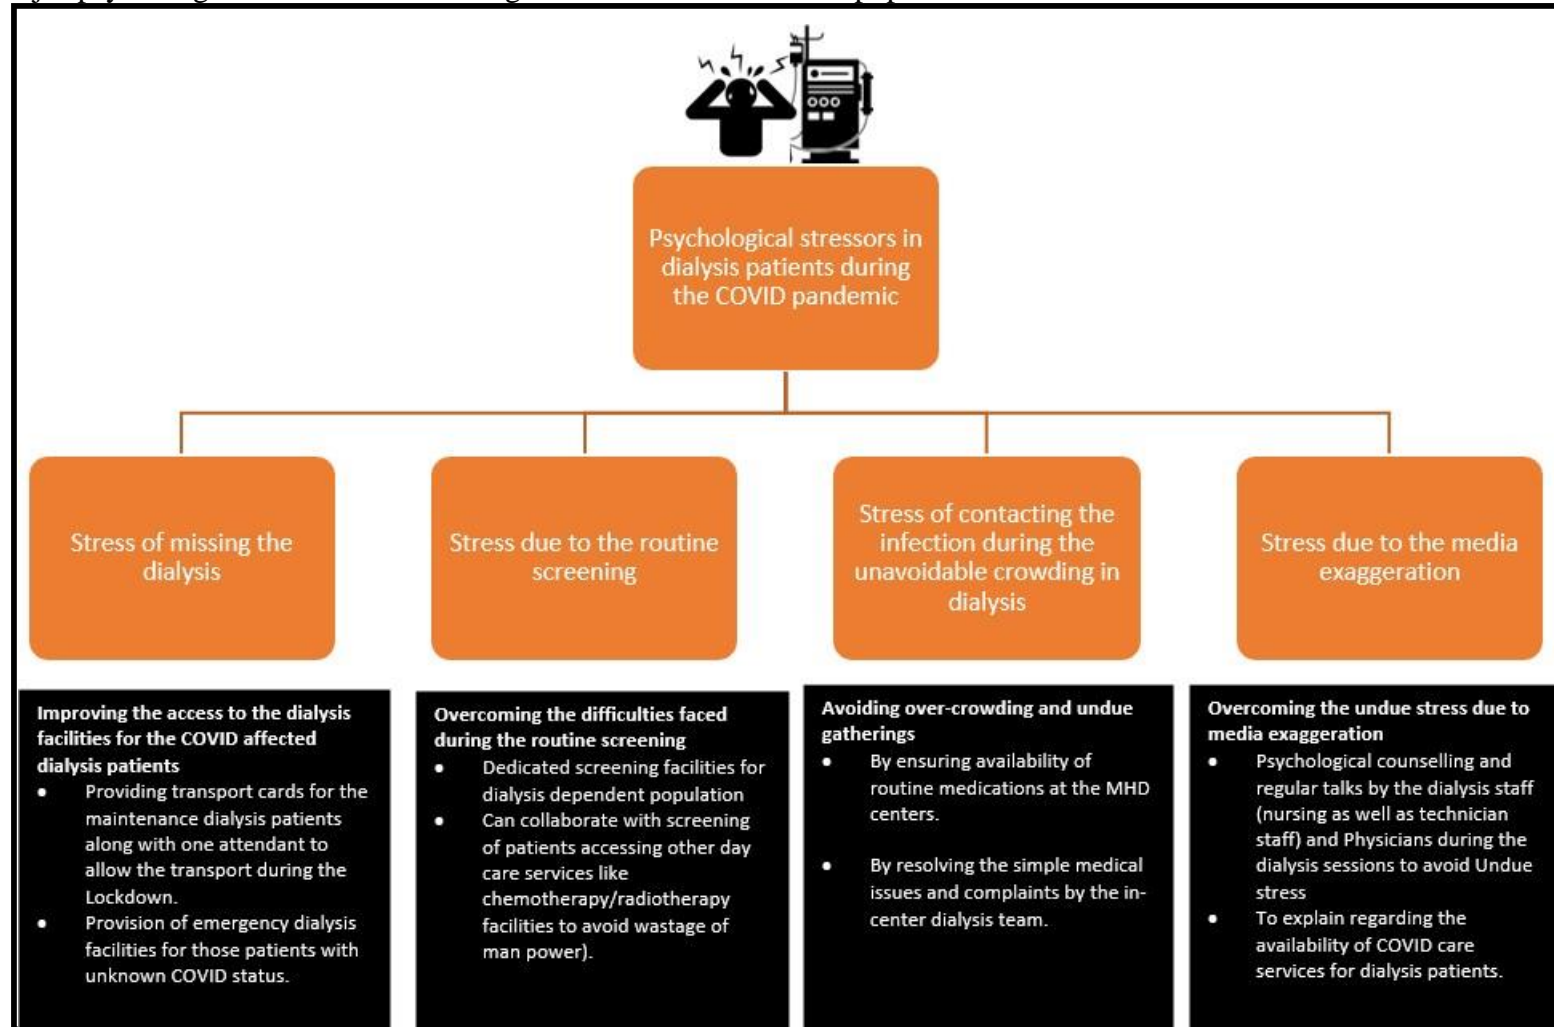 Psychological stressors in
dialysis patients during
the COVID pandemic
Stress of missing the
dialysis
Stress due to the routine
screening
Stress of contacting the
infection during the
unavoidable crowding in
dialysis
Stress due to the media
exaggeration
Improving the access to the dialysis
facilities for the COVID affected
dialysis patients
• Providing transport cards for the
maintenance dialysis patients
along with one attendant to
allow the transport during the
Lockdown.
• Provision of emergency dialysis
facilities for those patients with
unknown COVID status.
Overcoming the difficulties faced
during the routine screening
• Dedicated screening facilities for
dialysis dependent population
• Can collaborate with screening
of patients accessing other day
care services like
chemotherapy/radiotherapy
facilities to avoid wastage of
man power).
Avoiding over-crowding and undue
gatherings
• By ensuring availability of
routine medications at the MHD
centers.
• By resolving the simple medical
issues and complaints by the in-
center dialysis team.
Overcoming the undue stress due to
media exaggeration
• Psychological counselling and
regular talks by the dialysis staff
(nursing as well as technician
staff) and Physicians during the
dialysis sessions to avoid Undue
stress
• To explain regarding the
availability of COVID care
services for dialysis patients.